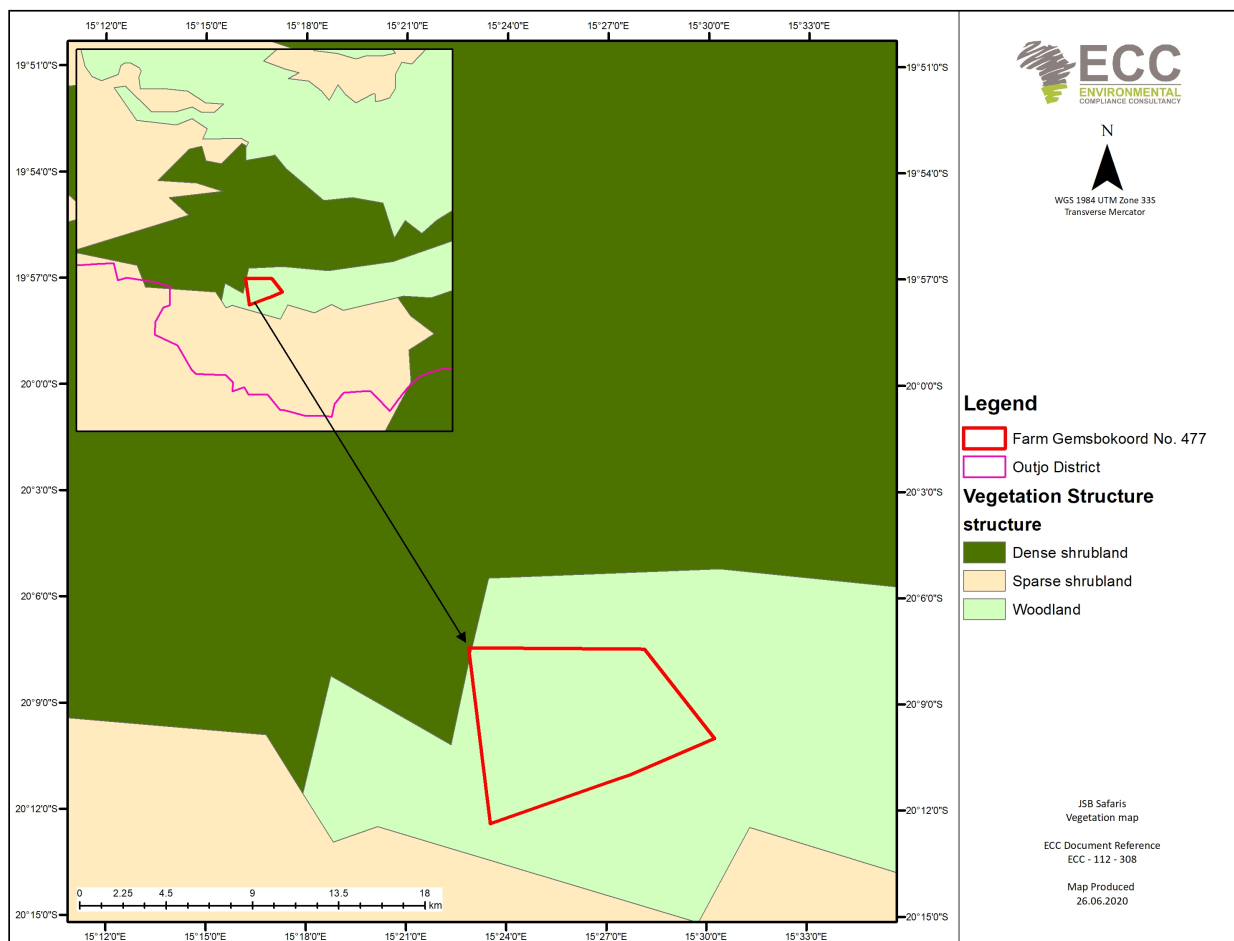 15°12'0"E 15°15'0"E 15°18'0"E 15°21'0"E 15°24'0"E 15°27'0"E 15°30'0"E 15°33'0"E
19°51'0"S 19°51'0"S
19°54'0"S 19°54'0"S
19°57'0"S 19°57'0"S
20°0'0"S 20°0'0"S
20°3'0"S 20°3'0"S
20°6'0"S 20°6'0"S
20°9'0"S 20°9'0"S
20°12'0"S 20°12'0"S
20°15'0"S 20°15'0"S
0 2.25 4.5 9 13.5 18
km
15°12'0"E 15°15'0"E 15°18'0"E 15°21'0"E 15°24'0"E 15°27'0"E 15°30'0"E 15°33'0"E
ECC
ENVIRONMENTAL
COMPLIANCE CONSULTANCY
N
WGS 1984 UTM Zone 33S
Transverse Mercator
Legend
Farm Gemsbokoord No. 477
Outjo District
Vegetation Structure
structure
Dense shrubland
Sparse shrubland
Woodland
JSB Safaris
Vegetation map
ECC Document Reference
ECC - 112 - 308
Map Produced
26.06.2020